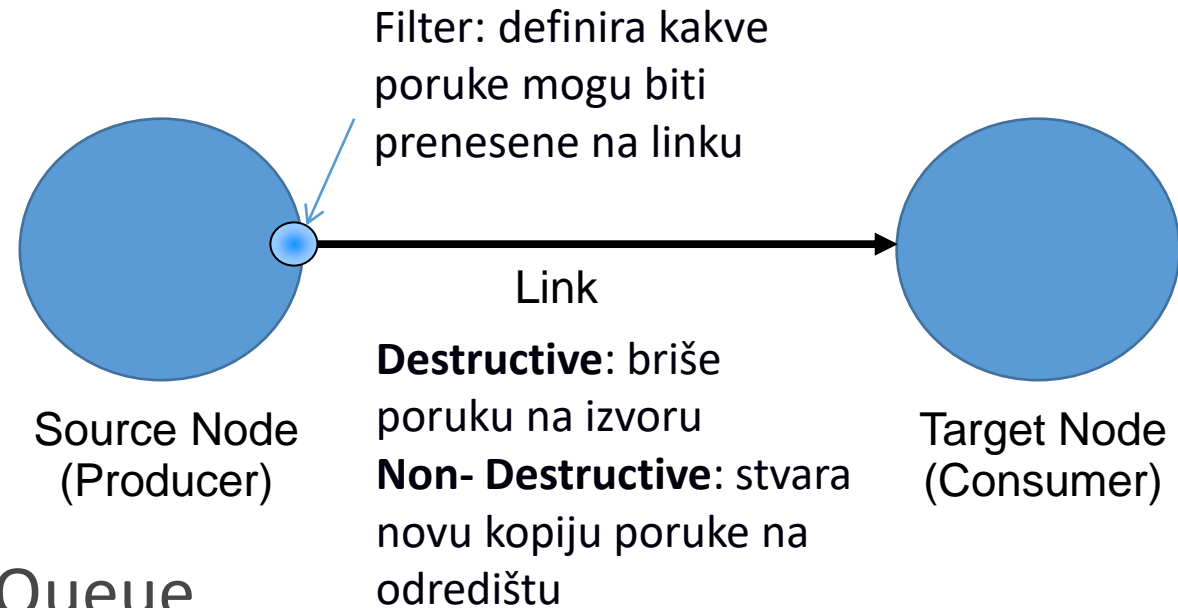 Filter: definira kakve
poruke mogu biti
prenesene na linku
Link
Destructive: briše
poruku na izvoru
Non- Destructive: stvara
novu kopiju poruke na
odredištu
Source Node
(Producer)
Target Node
(Consumer)
Queue